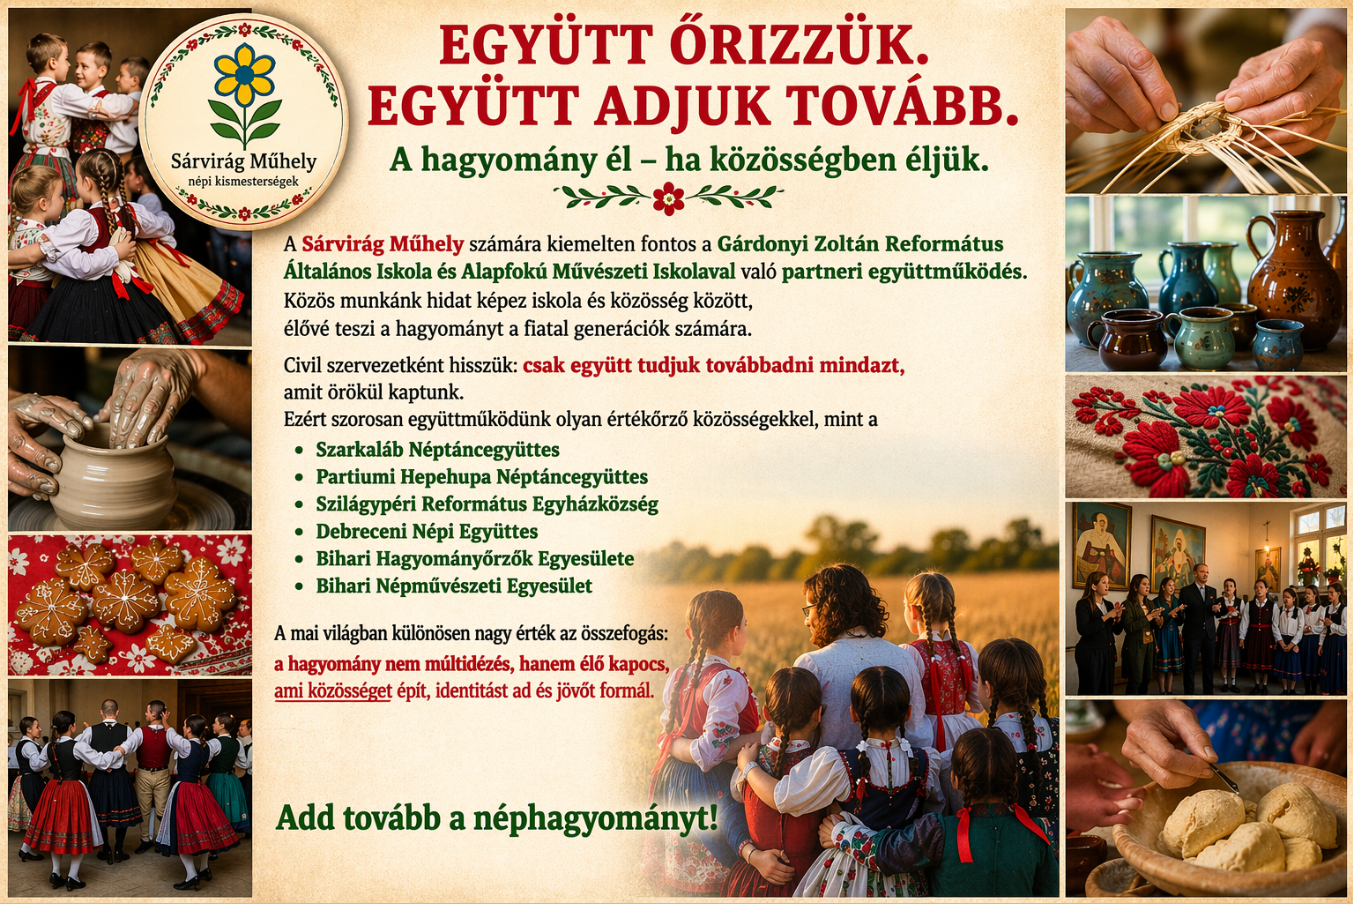 Sárvirág Műhely
népi kismesterségek
EGYÜTT ŐRIZZÜK.
EGYÜTT ADJUK TOVÁBB.
A hagyomány él – ha közösségben éljük.
A Sárvirág Műhely számára kiemelten fontos a Gárdonyi Zoltán Református
Általános Iskola és Alapfokú Művészeti Iskolaval való partneri együttműködés.
Közös munkánk hidat képez iskola és közösség között,
élővé teszi a hagyományt a fiatal generációk számára.
Civil szervezetként hisszük: csak együtt tudjuk továbbadni mindazt,
amit örökül kaptunk.
Ezért szorosan együttműködünk olyan értékőrző közösségekkel, mint a
• Szarkaláb Néptáncegyüttes
• Partiumi Hepehupa Néptáncegyüttes
• Szilágypéri Református Egyházközség
• Debreceni Népi Együttes
• Bihari Hagyományőrzők Egyesülete
• Bihari Népművészeti Egyesület
A mai világban különösen nagy érték az összefogás:
a hagyomány nem múltidézés, hanem élő kapocs,
ami közösséget épít, identitást ad és jövőt formál.
Add tovább a néphagyományt!